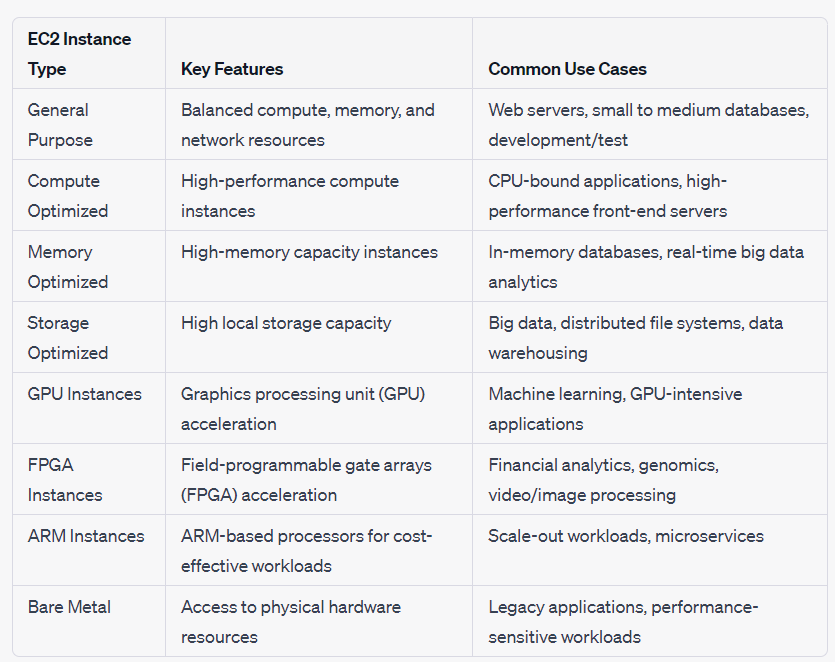 EC2 Instance
Type
Key Features
Common Use Cases
General
Purpose
Balanced compute, memory, and
network resources
Web servers, small to medium databases,
development/test
Compute
Optimized
High-performance compute
instances
CPU-bound applications, high-
performance front-end servers
Memory
Optimized
High-memory capacity instances
In-memory databases, real-time big data
analytics
Storage
Optimized
High local storage capacity
Big data, distributed file systems, data
warehousing
GPU Instances
Graphics processing unit (GPU)
acceleration
Machine learning, GPU-intensive
applications
FPGA
Instances
Field-programmable gate arrays
(FPGA) acceleration
Financial analytics, genomics,
video/image processing
ARM Instances
ARM-based processors for cost-
effective workloads
Scale-out workloads, microservices
Bare Metal
Access to physical hardware
resources
Legacy applications, performance-
sensitive workloads